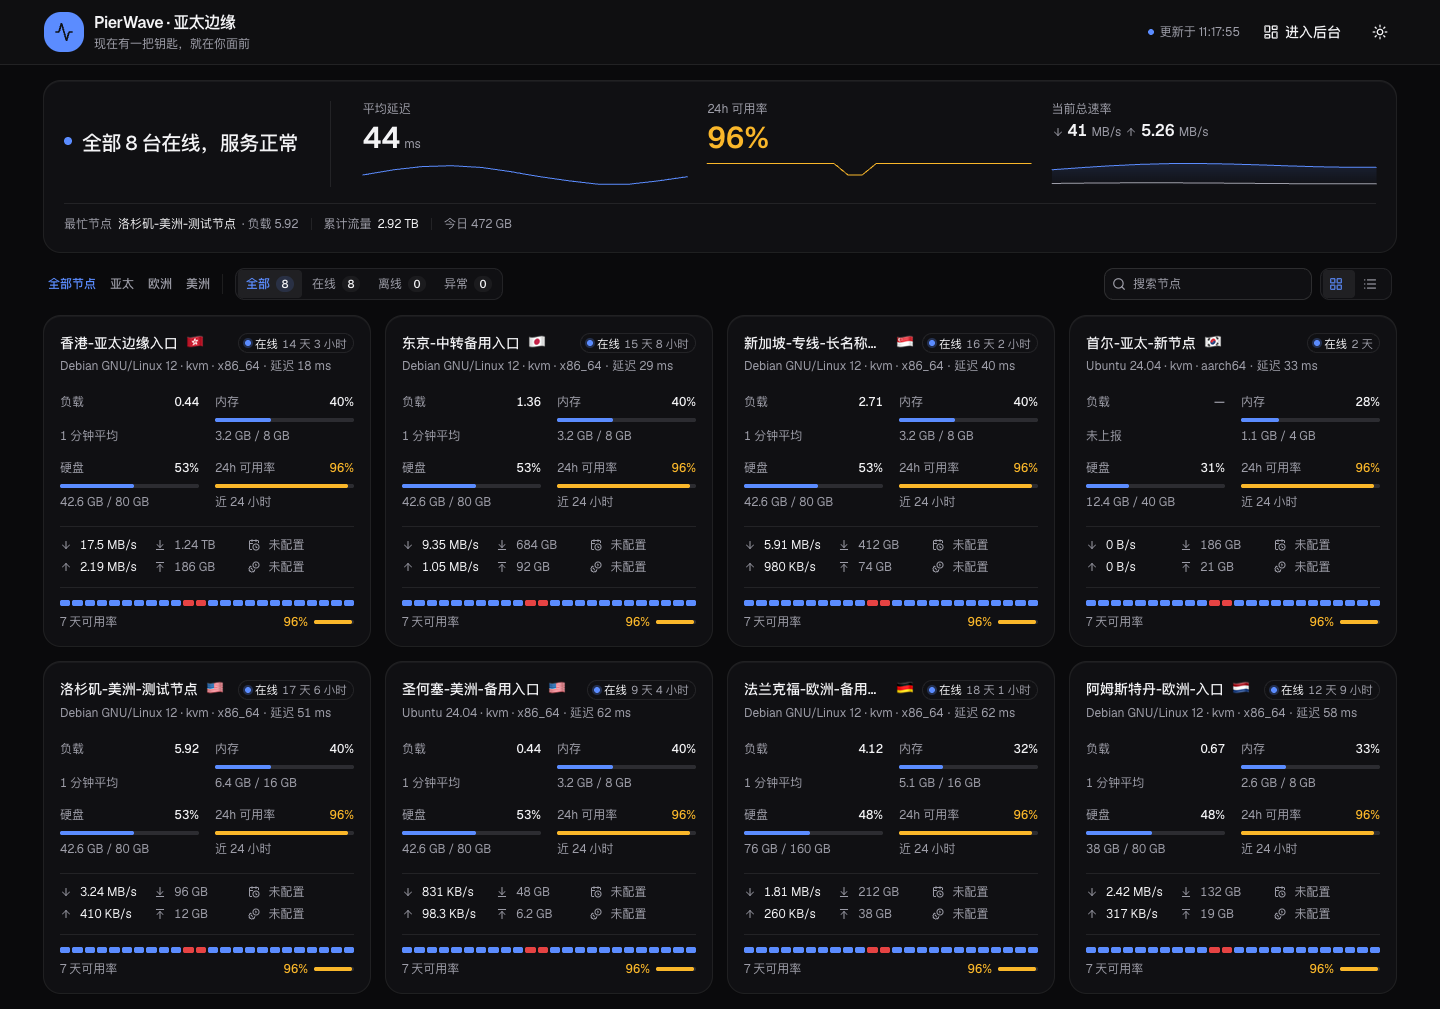 PierWave · 亚太边缘
现在有一把钥匙，就在你面前
更新于 11:17:55
进入后台
全部 8 台在线，服务正常
平均延迟
44 ms
24h 可用率
96%
当前总速率
↓ 41 MB/s ↑ 5.26 MB/s
最忙节点 洛杉矶-美洲-测试节点 · 负载 5.92
累计流量 2.92 TB
今日 472 GB
全部节点 亚太 欧洲 美洲
全部 8 在线 8 离线 0 异常 0
搜索节点
香港-亚太边缘入口
在线 14 天 3 小时
Debian GNU/Linux 12 · kvm · x86_64 · 延迟 18 ms
负载 0.44 内存 40%
1 分钟平均 3.2 GB / 8 GB
硬盘 53% 24h 可用率 96%
42.6 GB / 80 GB 近 24 小时
↓ 17.5 MB/s 1.24 TB 未配置
↑ 2.19 MB/s 186 GB 未配置
7 天可用率 96%
东京-中转备用入口
在线 15 天 8 小时
Debian GNU/Linux 12 · kvm · x86_64 · 延迟 29 ms
负载 1.36 内存 40%
1 分钟平均 3.2 GB / 8 GB
硬盘 53% 24h 可用率 96%
42.6 GB / 80 GB 近 24 小时
↓ 9.35 MB/s 684 GB 未配置
↑ 1.05 MB/s 92 GB 未配置
7 天可用率 96%
新加坡-专线-长名称...
在线 16 天 2 小时
Debian GNU/Linux 12 · kvm · x86_64 · 延迟 40 ms
负载 2.71 内存 40%
1 分钟平均 3.2 GB / 8 GB
硬盘 53% 24h 可用率 96%
42.6 GB / 80 GB 近 24 小时
↓ 5.91 MB/s 412 GB 未配置
↑ 980 KB/s 74 GB 未配置
7 天可用率 96%
首尔-亚太-新节点
在线 2 天
Ubuntu 24.04 · kvm · aarch64 · 延迟 33 ms
负载 — 内存 28%
未上报 1.1 GB / 4 GB
硬盘 31% 24h 可用率 96%
12.4 GB / 40 GB 近 24 小时
↓ 0 B/s 186 GB 未配置
↑ 0 B/s 21 GB 未配置
7 天可用率 96%
洛杉矶-美洲-测试节点
在线 17 天 6 小时
Debian GNU/Linux 12 · kvm · x86_64 · 延迟 51 ms
负载 5.92 内存 40%
1 分钟平均 6.4 GB / 16 GB
硬盘 53% 24h 可用率 96%
42.6 GB / 80 GB 近 24 小时
↓ 3.24 MB/s 96 GB 未配置
↑ 410 KB/s 12 GB 未配置
7 天可用率 96%
圣何塞-美洲-备用入口
在线 9 天 4 小时
Ubuntu 24.04 · kvm · x86_64 · 延迟 62 ms
负载 0.44 内存 40%
1 分钟平均 3.2 GB / 8 GB
硬盘 53% 24h 可用率 96%
42.6 GB / 80 GB 近 24 小时
↓ 831 KB/s 48 GB 未配置
↑ 98.3 KB/s 6.2 GB 未配置
7 天可用率 96%
法兰克福-欧洲-备用...
在线 18 天 1 小时
Debian GNU/Linux 12 · kvm · x86_64 · 延迟 62 ms
负载 4.12 内存 32%
1 分钟平均 5.1 GB / 16 GB
硬盘 48% 24h 可用率 96%
76 GB / 160 GB 近 24 小时
↓ 1.81 MB/s 212 GB 未配置
↑ 260 KB/s 38 GB 未配置
7 天可用率 96%
阿姆斯特丹-欧洲-入口
在线 12 天 9 小时
Debian GNU/Linux 12 · kvm · x86_64 · 延迟 58 ms
负载 0.67 内存 33%
1 分钟平均 2.6 GB / 8 GB
硬盘 48% 24h 可用率 96%
38 GB / 80 GB 近 24 小时
↓ 2.42 MB/s 132 GB 未配置
↑ 317 KB/s 19 GB 未配置
7 天可用率 96%